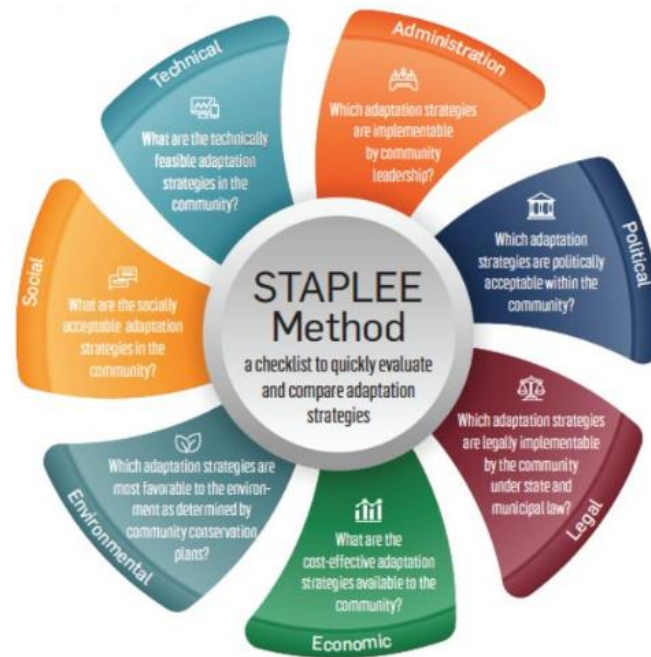 STAPLEE
Method
a checklist to quickly evaluate
and compare adaptation
strategies
Social
What are the socially
acceptable adaptation
strategies in the
community?
Technical
What are the technically
feasible adaptation
strategies in the
community?
Administration
Which adaptation strategies
are implementable
by community
leadership?
Political
Which adaptation
strategies are politically
acceptable within the
community?
Legal
Which adaptation strategies
are legally implementable
by the community
under state and
municipal law?
Economic
What are the
cost-effective adaptation
strategies available to the
community?
Environmental
Which adaptation strategies are
most favorable to the environ-
ment as determined by
community conservation
plans?